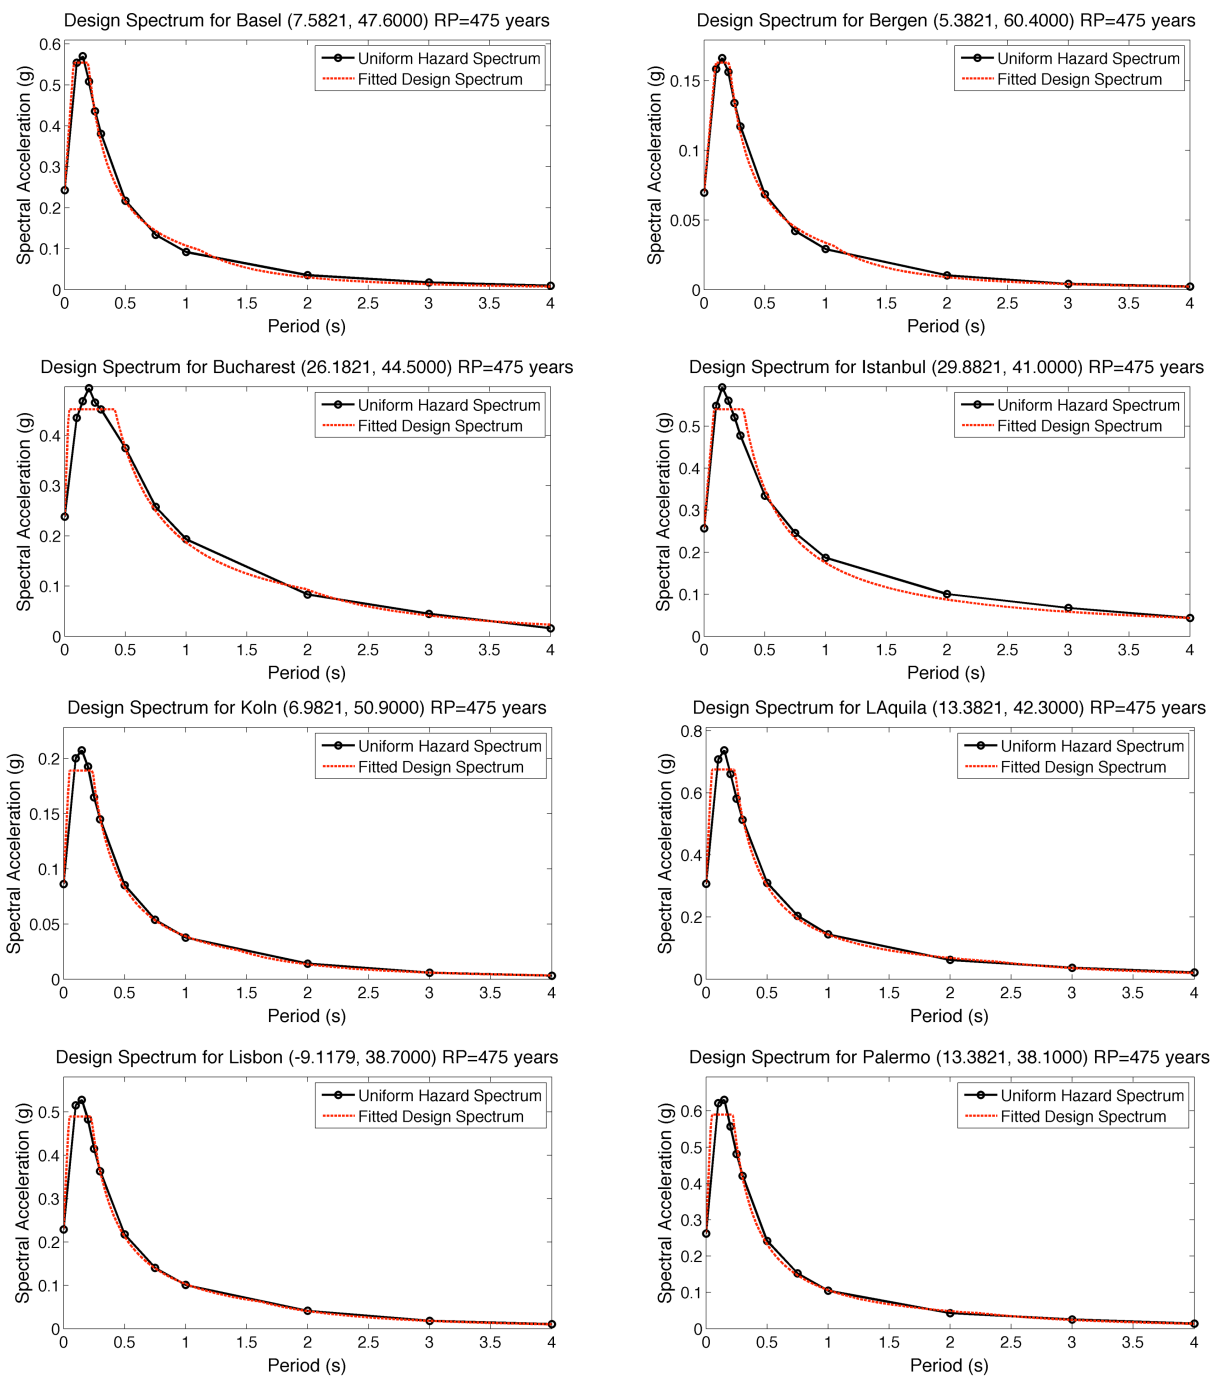 Design Spectrum for Basel (7.5821, 47.6000) RP=475 years
Spectral Acceleration (g)
0.6
0.5
0.4
0.3
0.2
0.1
0
Uniform Hazard Spectrum
Fitted Design Spectrum
0 0.5 1 1.5 2 2.5 3 3.5 4
Period (s)
Design Spectrum for Bergen (5.3821, 60.4000) RP=475 years
Spectral Acceleration (g)
0.15
0.1
0.05
0
Uniform Hazard Spectrum
Fitted Design Spectrum
0 0.5 1 1.5 2 2.5 3 3.5 4
Period (s)
Design Spectrum for Bucharest (26.1821, 44.5000) RP=475 years
Spectral Acceleration (g)
0.4
0.3
0.2
0.1
0
Uniform Hazard Spectrum
Fitted Design Spectrum
0 0.5 1 1.5 2 2.5 3 3.5 4
Period (s)
Design Spectrum for Istanbul (29.8821, 41.0000) RP=475 years
Spectral Acceleration (g)
0.5
0.4
0.3
0.2
0.1
0
Uniform Hazard Spectrum
Fitted Design Spectrum
0 0.5 1 1.5 2 2.5 3 3.5 4
Period (s)
Design Spectrum for Koln (6.9821, 50.9000) RP=475 years
Spectral Acceleration (g)
0.2
0.15
0.1
0.05
0
Uniform Hazard Spectrum
Fitted Design Spectrum
0 0.5 1 1.5 2 2.5 3 3.5 4
Period (s)
Design Spectrum for LAquila (13.3821, 42.3000) RP=475 years
Spectral Acceleration (g)
0.8
0.6
0.4
0.2
0
Uniform Hazard Spectrum
Fitted Design Spectrum
0 0.5 1 1.5 2 2.5 3 3.5 4
Period (s)
Design Spectrum for Lisbon (-9.1179, 38.7000) RP=475 years
Spectral Acceleration (g)
0.5
0.4
0.3
0.2
0.1
0
Uniform Hazard Spectrum
Fitted Design Spectrum
0 0.5 1 1.5 2 2.5 3 3.5 4
Period (s)
Design Spectrum for Palermo (13.3821, 38.1000) RP=475 years
Spectral Acceleration (g)
0.6
0.5
0.4
0.3
0.2
0.1
0
Uniform Hazard Spectrum
Fitted Design Spectrum
0 0.5 1 1.5 2 2.5 3 3.5 4
Period (s)